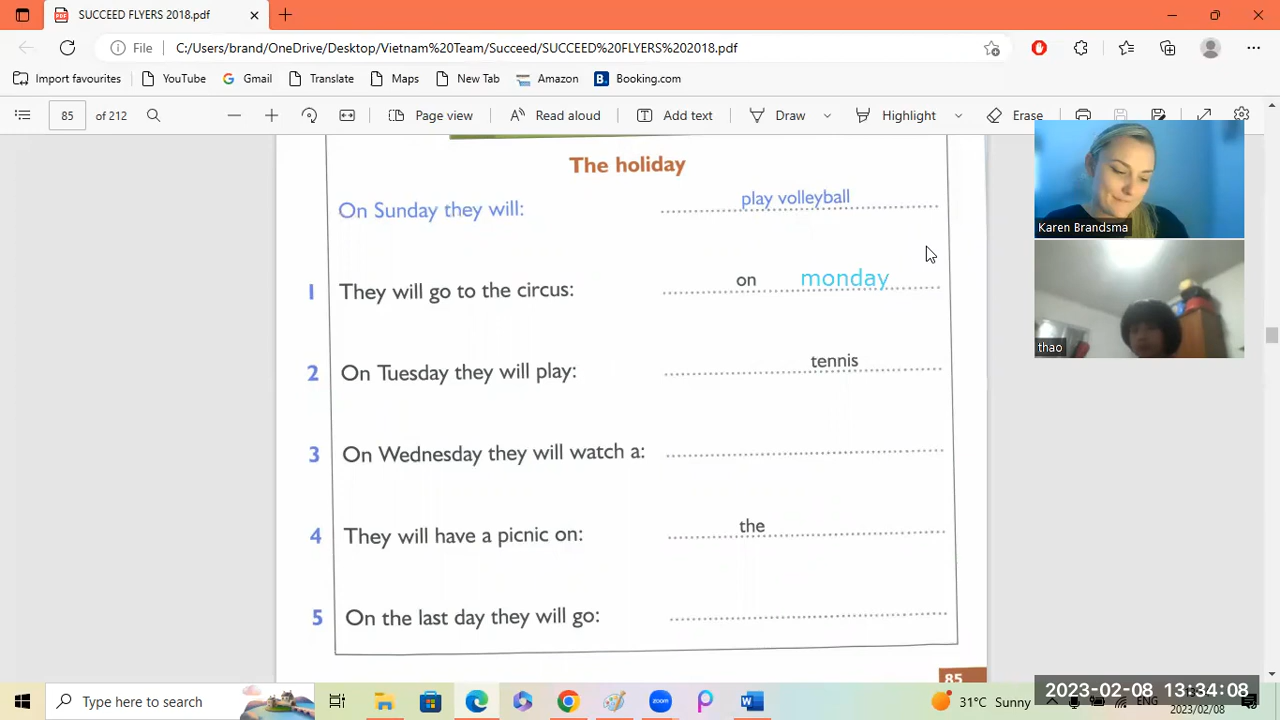 SUCCEED FLYERS 2018.pdf
File C:/Users/brand/OneDrive/Desktop/Vietnam%20Team/Succeed/SUCCEED%20FLYERS%202018.pdf
Import favourites YouTube Gmail Translate Maps New Tab Amazon Booking.com
85 of 212 Page view Read aloud Add text Draw Highlight Erase
The holiday
On Sunday they will: play volleyball
1 They will go to the circus: on monday
2 On Tuesday they will play: tennis
3 On Wednesday they will watch a:
4 They will have a picnic on: the
5 On the last day they will go:
85
Karen Brandsma
thao
Type here to search
31°C Sunny
ENG
2023-02-08 13:34:08
2023/02/08